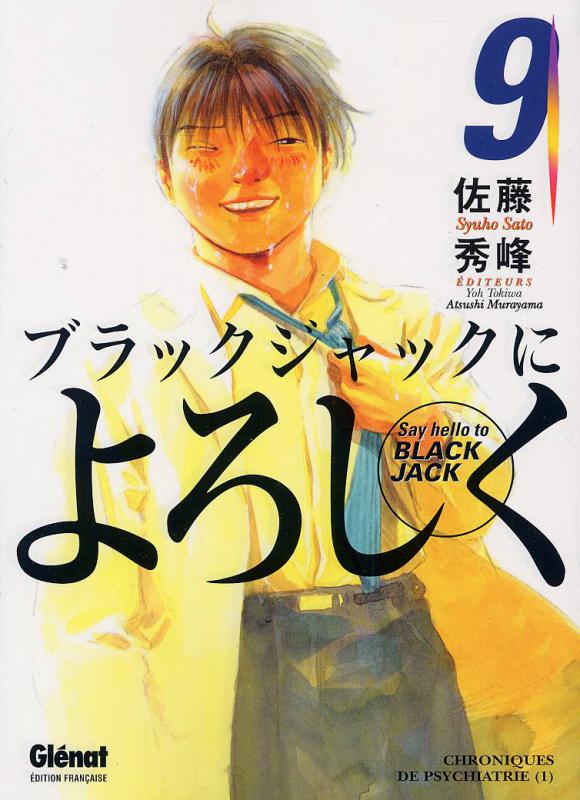 9
佐藤
Syuho Sato
秀峰
ÉDITEURS
Yoh Tokiwa
Atsushi Murayama
ブラックジャックに
よろしく
Say hello to
BLACK
JACK
Glénat
ÉDITION FRANÇAISE
CHRONIQUES
DE PSYCHIATRIE (1)